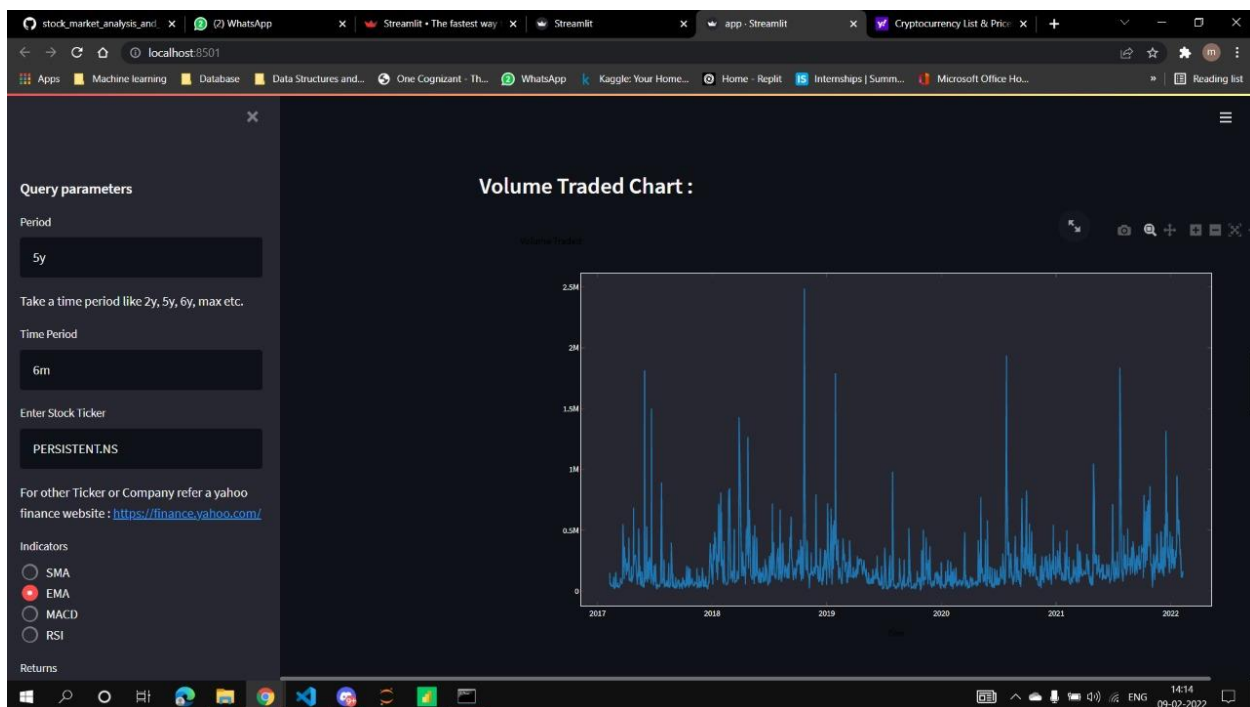 stock_market_analysis_and_
(2) WhatsApp
Streamlit • The fastest way
Streamlit
app · Streamlit
Cryptocurrency List & Price
localhost:8501
m
Apps
Machine learning
Database
Data Structures and...
One Cognizant - Th...
WhatsApp
Kaggle: Your Home...
Home - Replit
Internships | Summ...
Microsoft Office Ho...
»
Reading list
Query parameters
Period
5y
Take a time period like 2y, 5y, 6y, max etc.
Time Period
6m
Enter Stock Ticker
PERSISTENT.NS
For other Ticker or Company refer a yahoo
finance website : https://finance.yahoo.com/
Indicators
SMA
EMA
MACD
RSI
Returns
Volume Traded Chart :
Volume Traded
2.5M
2M
1.5M
1M
0.5M
0
2017
2018
2019
2020
2021
2022
ENG
14:14
09-02-2022